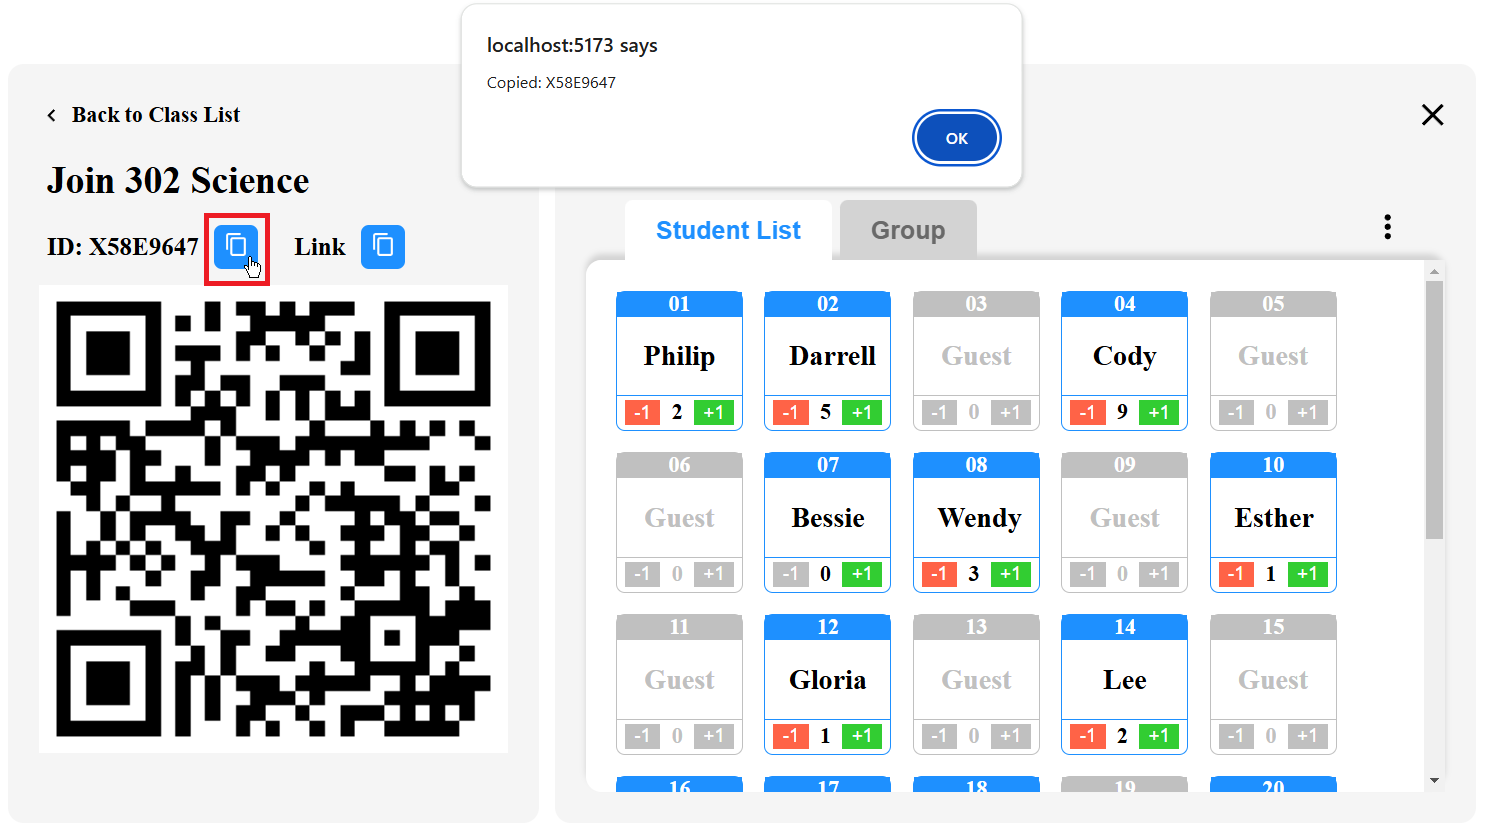 localhost:5173 says
Copied: X58E9647
OK
Back to Class List
Join 302 Science
ID: X58E9647 Link
Student List Group
01 02 03 04 05
Philip Darrell Guest Cody Guest
-1 2 +1 -1 5 +1 -1 0 +1 -1 9 +1 -1 0 +1
06 07 08 09 10
Guest Bessie Wendy Guest Esther
-1 0 +1 -1 0 +1 -1 3 +1 -1 0 +1 -1 1 +1
11 12 13 14 15
Guest Gloria Guest Lee Guest
-1 0 +1 -1 1 +1 -1 0 +1 -1 2 +1 -1 0 +1
16 17 18 19 20